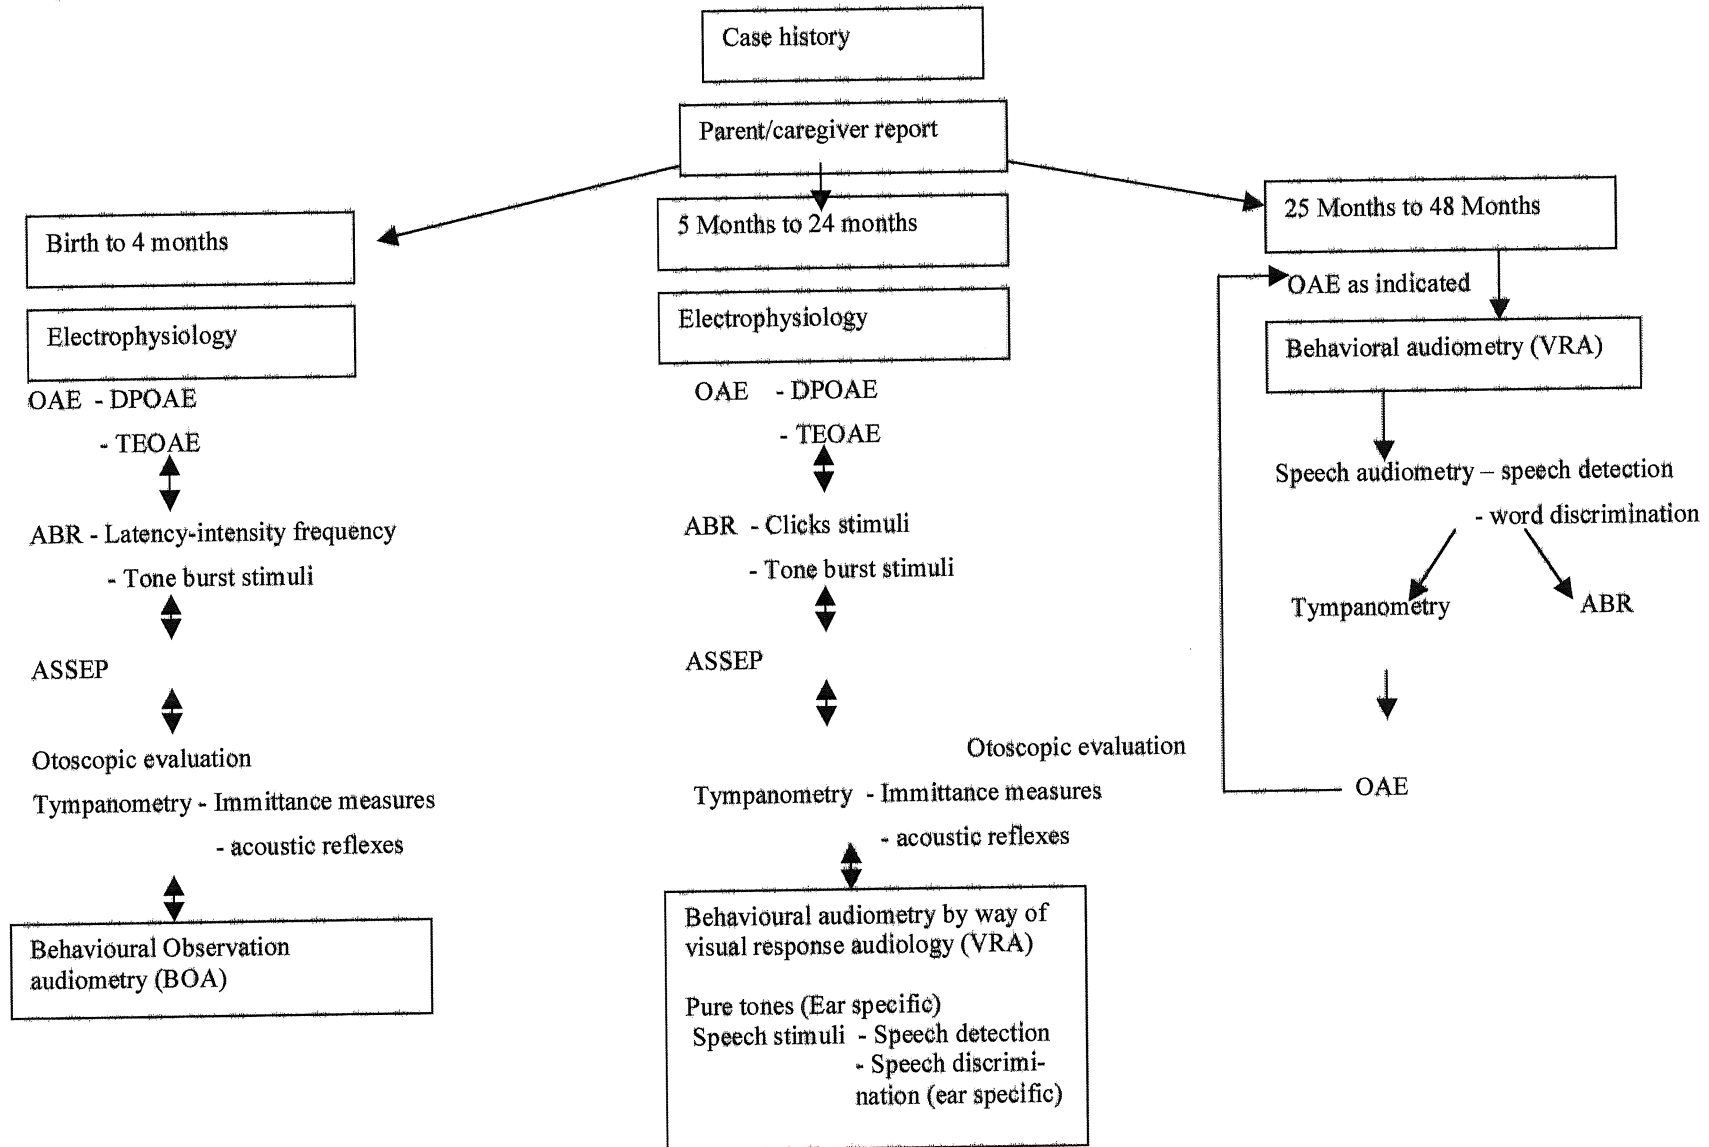 Case history
Parent/caregiver report
Birth to 4 months
Electrophysiology
OAE - DPOAE
- TEOAE
ABR - Latency-intensity frequency
- Tone burst stimuli
ASSEP
Otoscopic evaluation
Tympanometry - Immittance measures
- acoustic reflexes
Behavioural Observation
audiometry (BOA)
5 Months to 24 months
Electrophysiology
OAE - DPOAE
- TEOAE
ABR - Clicks stimuli
- Tone burst stimuli
ASSEP
Otoscopic evaluation
Tympanometry - Immittance measures
- acoustic reflexes
Behavioural audiometry by way of
visual response audiology (VRA)
Pure tones (Ear specific)
Speech stimuli - Speech detection
- Speech discrimi-
nation (ear specific)
25 Months to 48 Months
OAE as indicated
Behavioral audiometry (VRA)
Speech audiometry – speech detection
- word discrimination
Tympanometry
ABR
OAE